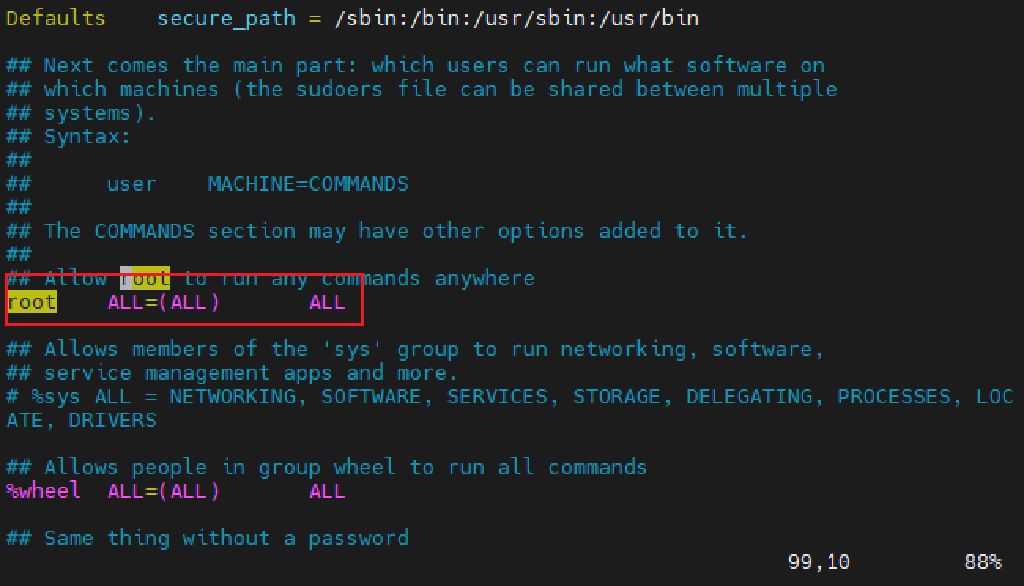 Defaults    secure_path = /sbin:/bin:/usr/sbin:/usr/bin
## Next comes the main part: which users can run what software on
## which machines (the sudoers file can be shared between multiple
## systems).
## Syntax:
##
##      user    MACHINE=COMMANDS
##
## The COMMANDS section may have other options added to it.
##
## Allow root to run any commands anywhere
root    ALL=(ALL)       ALL
## Allows members of the 'sys' group to run networking, software,
## service management apps and more.
# %sys ALL = NETWORKING, SOFTWARE, SERVICES, STORAGE, DELEGATING, PROCESSES, LOC
ATE, DRIVERS
## Allows people in group wheel to run all commands
%wheel  ALL=(ALL)       ALL
## Same thing without a password
99,10         88%